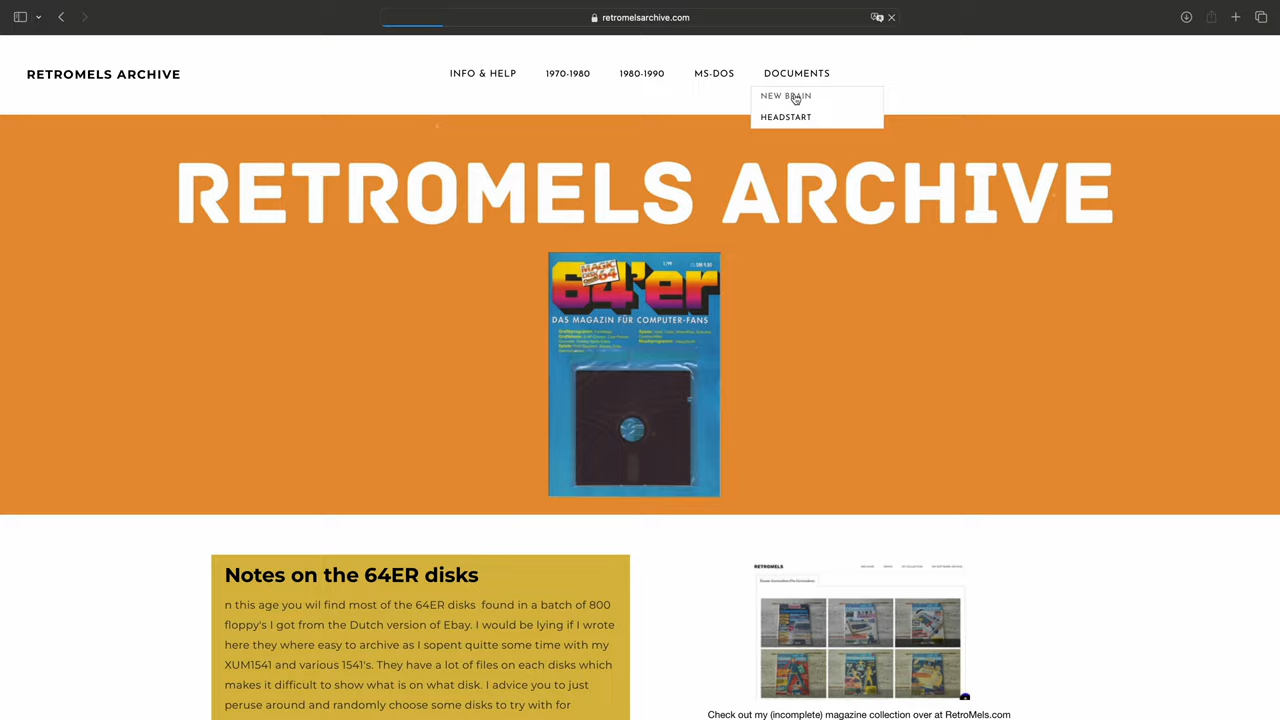 retromelsarchive.com
RETROMELS ARCHIVE
INFO & HELP 1970-1980 1980-1990 MS-DOS DOCUMENTS
NEW BRAIN
HEADSTART
RETROMELS ARCHIVE
MAGIC DISK 64
64'er
DAS MAGAZIN FÜR COMPUTER-FANS
Notes on the 64ER disks
n this age you wil find most of the 64ER disks found in a batch of 800
floppy's I got from the Dutch version of Ebay. I would be lying if I wrote
here they where easy to archive as I sopent quitte some time with my
XUM1541 and various 1541's. They have a lot of files on each disks which
makes it difficult to show what is on what disk. I advice you to just
peruse around and randomly choose some disks to try with for
RETROMELS
Check out my (incomplete) magazine collection over at RetroMels.com